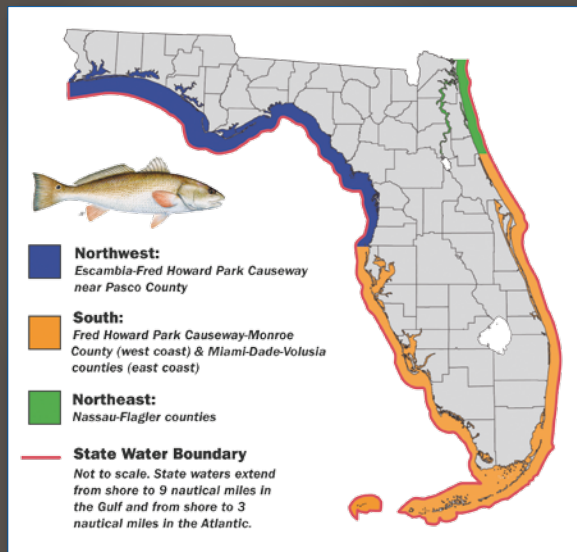 Northwest:
Escambia-Fred Howard Park Causeway
near Pasco County
South:
Fred Howard Park Causeway-Monroe
County (west coast) & Miami-Dade-Volusia
counties (east coast)
Northeast:
Nassau-Flagler counties
State Water Boundary
Not to scale. State waters extend
from shore to 9 nautical miles in
the Gulf and from shore to 3
nautical miles in the Atlantic.